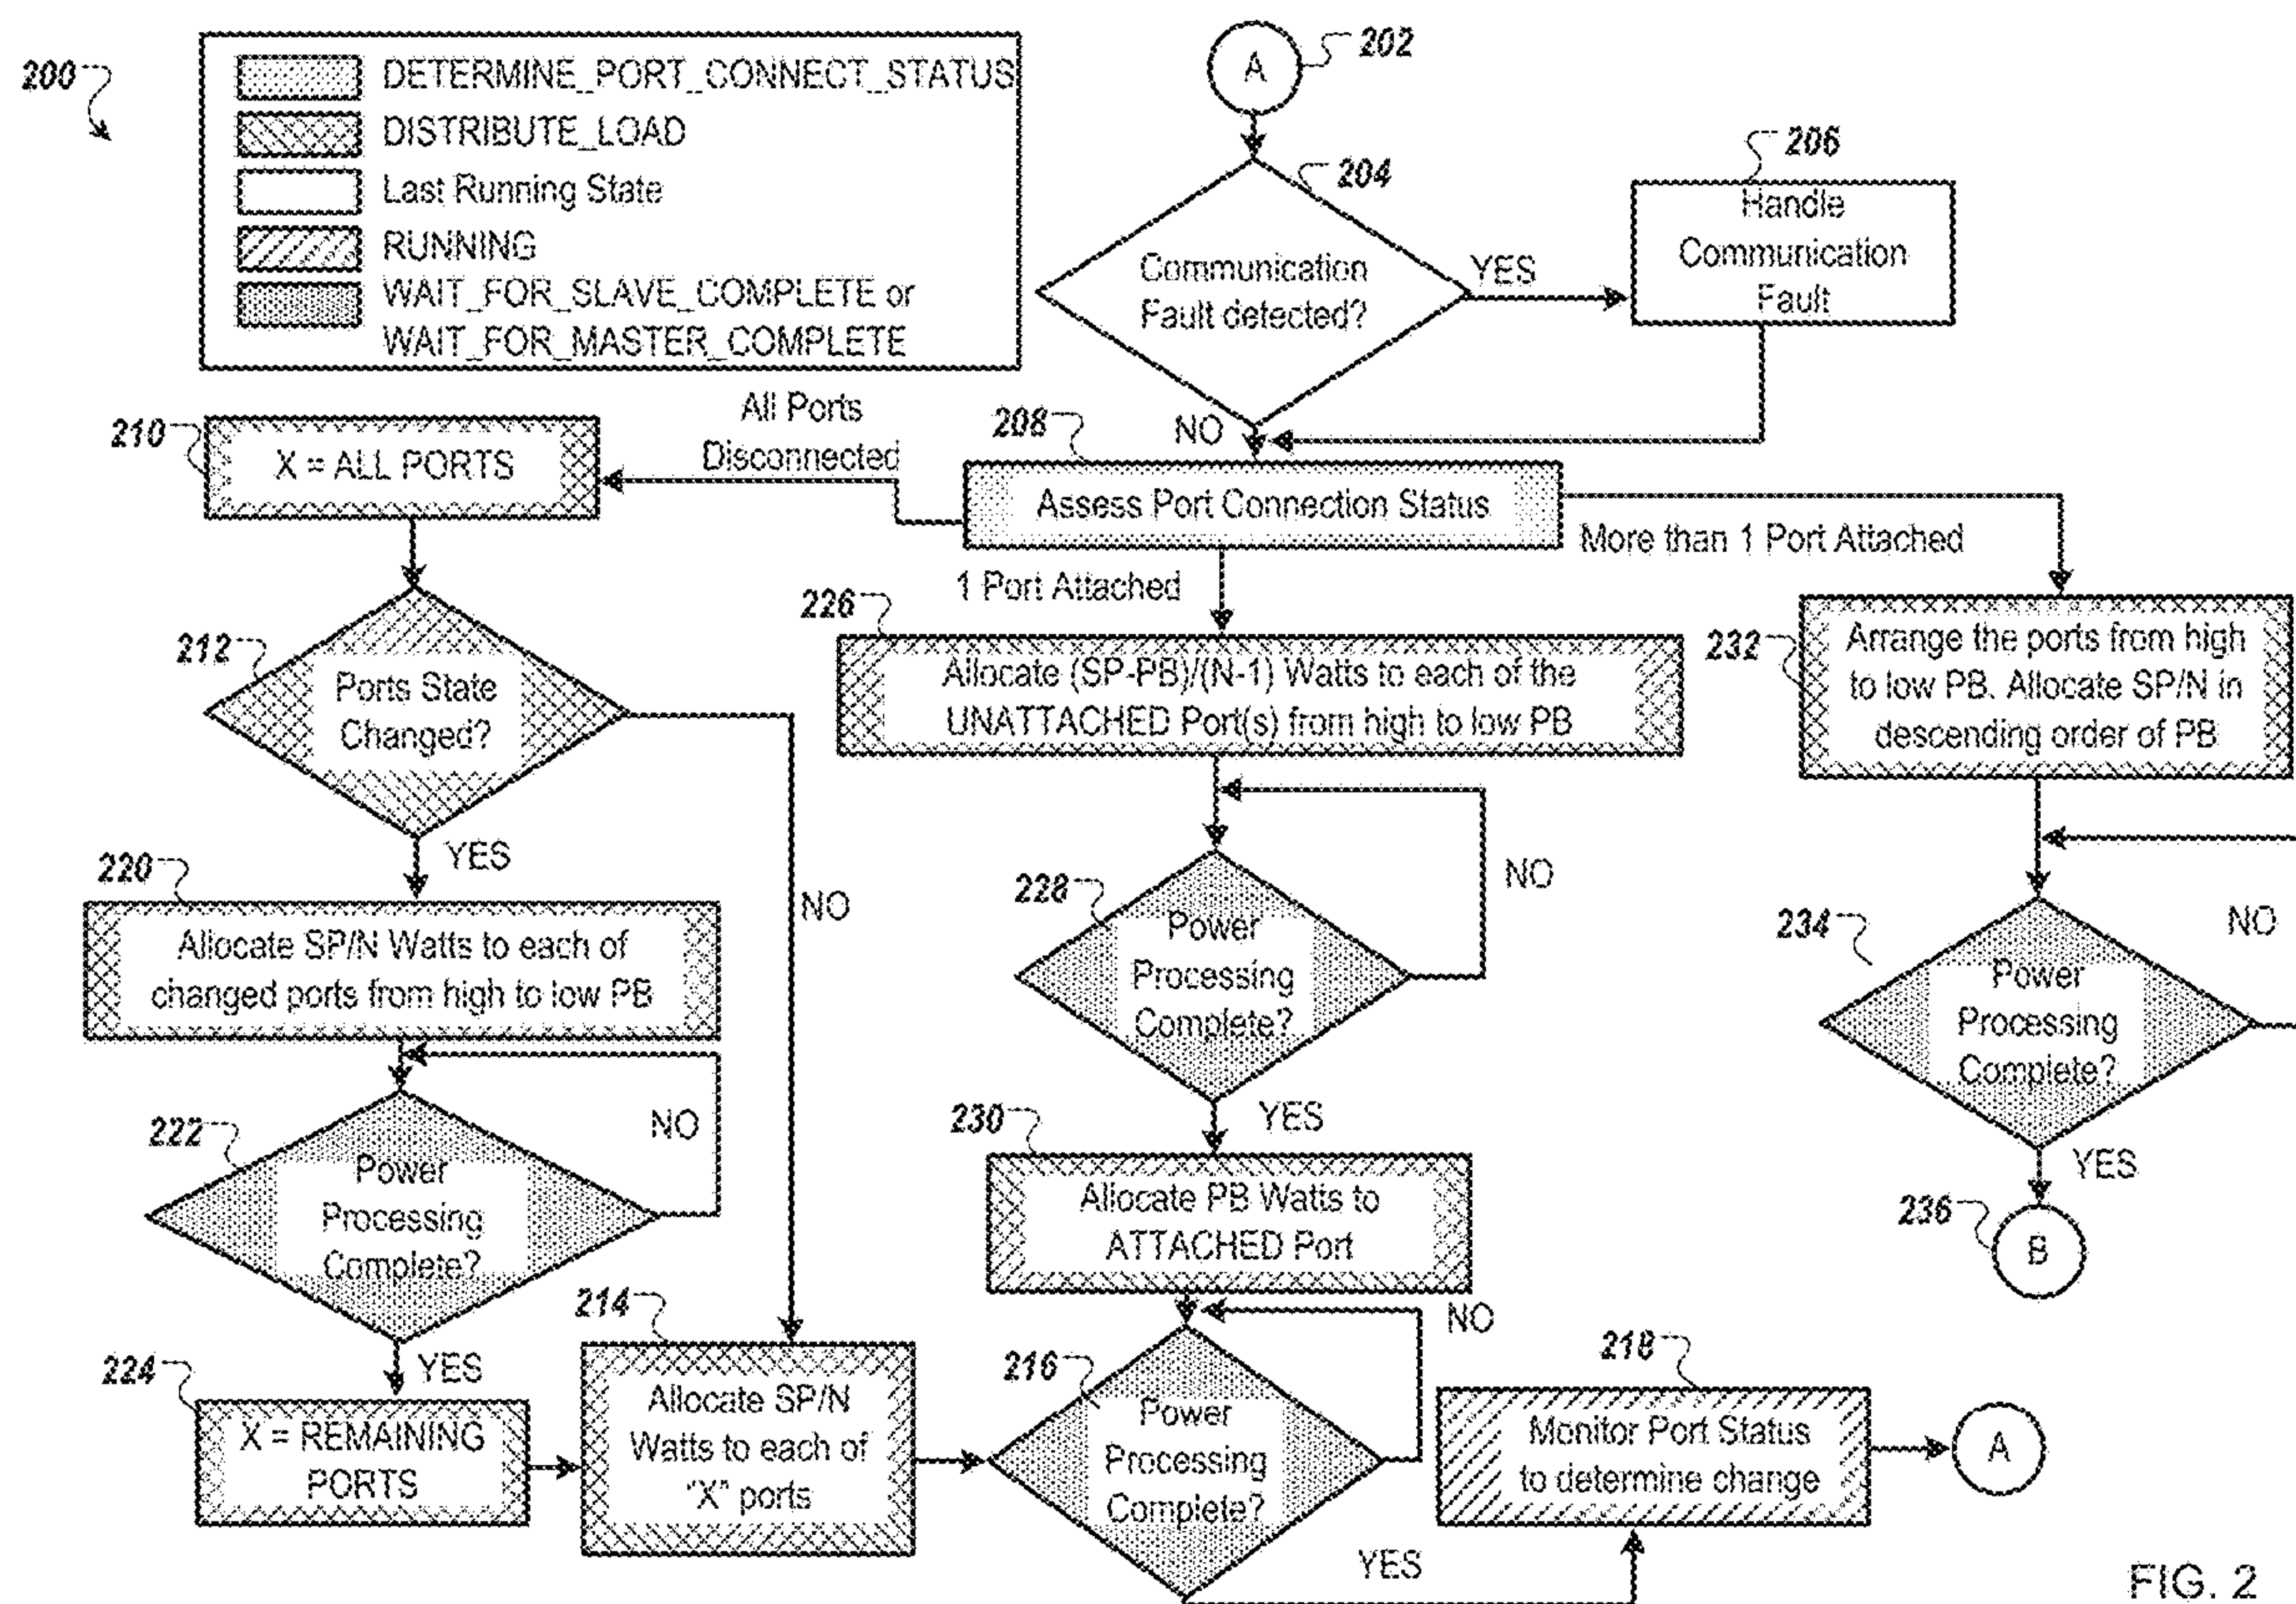 200
DETERMINE_PORT_CONNECT_STATUS
DISTRIBUTE_LOAD
Last Running State
RUNNING
WAIT_FOR_SLAVE_COMPLETE or
WAIT_FOR_MASTER_COMPLETE
A
202
204
Communication
Fault detected?
YES
NO
206
Handle
Communication
Fault
208
Assess Port Connection Status
All Ports
Disconnected
1 Port Attached
More than 1 Port Attached
210
X = ALL PORTS
212
Ports State
Changed?
YES
NO
220
Allocate SP/N Watts to each of
changed ports from high to low PB
222
Power
Processing
Complete?
NO
YES
224
X = REMAINING
PORTS
214
Allocate SP/N
Watts to each of
"X" ports
226
Allocate (SP-PB)/(N-1) Watts to each of the
UNATTACHED Port(s) from high to low PB
228
Power
Processing
Complete?
NO
YES
230
Allocate PB Watts to
ATTACHED Port
216
Power
Processing
Complete?
NO
YES
218
Monitor Port Status
to determine change
A
232
Arrange the ports from high
to low PB. Allocate SP/N in
descending order of PB
234
Power
Processing
Complete?
NO
YES
236
B
FIG. 2